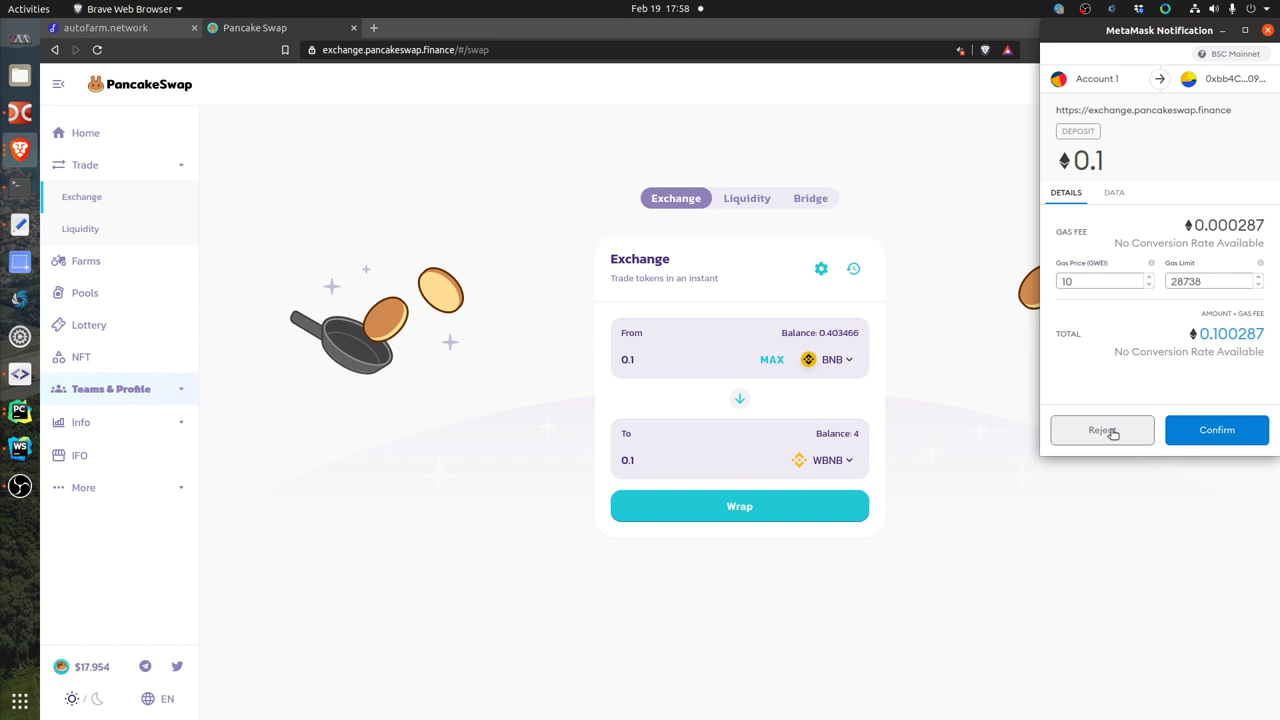 Activities
Brave Web Browser
Feb 19 17:58
autofarm.network
Pancake Swap
exchange.pancakeswap.finance/#/swap
PancakeSwap
Home
Trade
Exchange
Liquidity
Farms
Pools
Lottery
NFT
Teams & Profile
Info
IFO
More
$17.954
/
EN
Exchange
Liquidity
Bridge
Exchange
Trade tokens in an instant
From
Balance: 0.403466
0.1
MAX
BNB
To
Balance: 4
0.1
WBNB
Wrap
MetaMask Notification
BSC Mainnet
Account 1
0xbb4C...09...
https://exchange.pancakeswap.finance
DEPOSIT
0.1
DETAILS
DATA
GAS FEE
0.000287
No Conversion Rate Available
Gas Price (GWEI)
Gas Limit
10
28738
AMOUNT + GAS FEE
TOTAL
0.100287
No Conversion Rate Available
Reject
Confirm
PC
WS